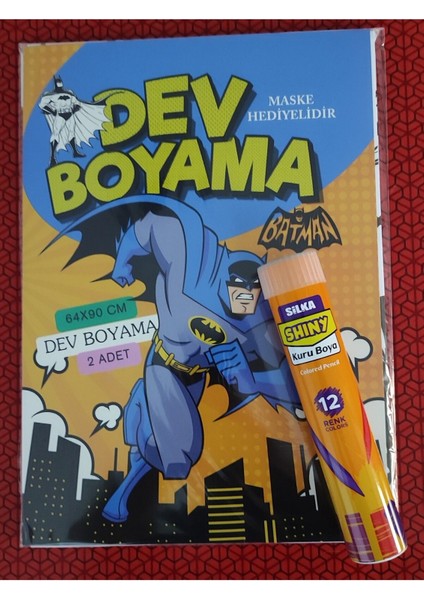 DEV
BOYAMA
MASKE
HEDİYELİDİR
BATMAN
64X90 CM
DEV BOYAMA
2 ADET
SiLKA
SHINY
Kuru Boya
Colored Pencil
12
RENK
COLORS